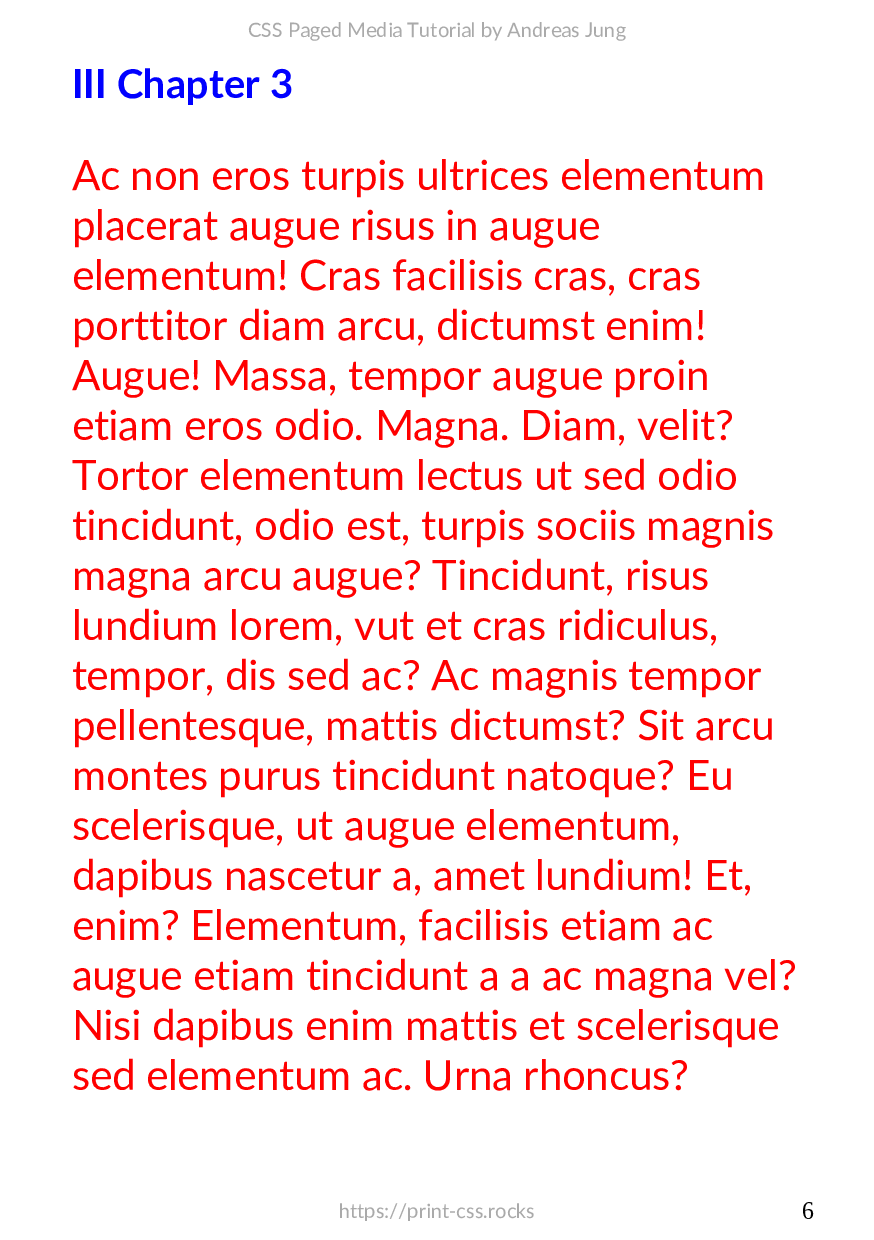 CSS Paged Media Tutorial by Andreas Jung
III Chapter 3
Ac non eros turpis ultrices elementum
placerat augue risus in augue
elementum! Cras facilisis cras, cras
porttitor diam arcu, dictumst enim!
Augue! Massa, tempor augue proin
etiam eros odio. Magna. Diam, velit?
Tortor elementum lectus ut sed odio
tincidunt, odio est, turpis sociis magnis
magna arcu augue? Tincidunt, risus
lundium lorem, vut et cras ridiculus,
tempor, dis sed ac? Ac magnis tempor
pellentesque, mattis dictumst? Sit arcu
montes purus tincidunt natoque? Eu
scelerisque, ut augue elementum,
dapibus nascetur a, amet lundium! Et,
enim? Elementum, facilisis etiam ac
augue etiam tincidunt a a ac magna vel?
Nisi dapibus enim mattis et scelerisque
sed elementum ac. Urna rhoncus?
https://print-css.rocks
6